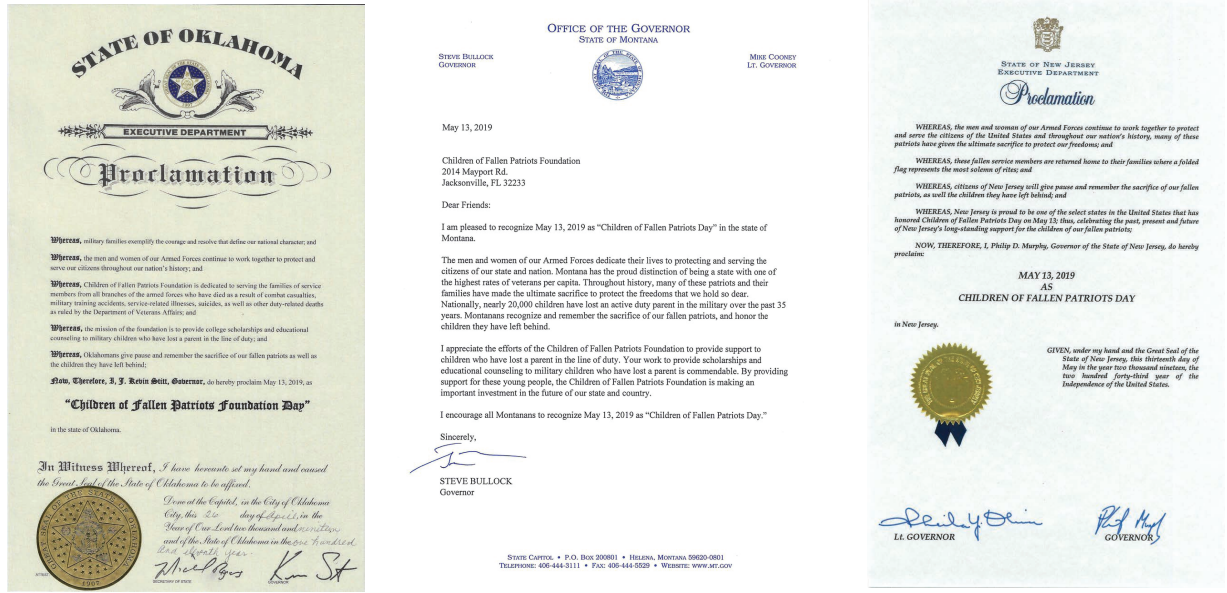 STATE OF OKLAHOMA
EXECUTIVE DEPARTMENT
Proclamation
Whereas, military families exemplify the courage and resolve that define our national character; and
Whereas, the men and women of our Armed Forces continue to work together to protect and
serve our citizens throughout our nation's history; and
Whereas, Children of Fallen Patriots Foundation is dedicated to serving the families of service
members from all branches of the armed forces who have died as a result of combat casualties,
military training accidents, service-related illnesses, suicides, as well as other duty-related deaths
as ruled by the Department of Veterans Affairs; and
Whereas, the mission of the foundation is to provide college scholarships and educational
counseling to military children who have lost a parent in the line of duty; and
Whereas, Oklahomans give pause and remember the sacrifice of our fallen patriots as well as
the children they have left behind;
Now, Therefore, I, J. Kevin Stitt, Governor, do hereby proclaim May 13, 2019, as
"Children of Fallen Patriots Foundation Day"
in the state of Oklahoma.
In Witness Whereof, I have hereunto set my hand and caused
the Great Seal of the State of Oklahoma to be affixed.
Done at the Capitol, in the City of Oklahoma
City, this 26 day of April, in the
Year of Our Lord two thousand and nineteen
and of the State of Oklahoma in the one hundred
and eleventh year.
GREAT SEAL OF THE STATE OF OKLAHOMA
1907
SECRETARY OF STATE
GOVERNOR
OFFICE OF THE GOVERNOR
STATE OF MONTANA
STEVE BULLOCK
GOVERNOR
MIKE COONEY
LT. GOVERNOR
May 13, 2019
Children of Fallen Patriots Foundation
2014 Mayport Rd.
Jacksonville, FL 32233
Dear Friends:
I am pleased to recognize May 13, 2019 as "Children of Fallen Patriots Day" in the state of
Montana.
The men and women of our Armed Forces dedicate their lives to protecting and serving the
citizens of our state and nation. Montana has the proud distinction of being a state with one of
the highest rates of veterans per capita. Throughout history, many of these patriots and their
families have made the ultimate sacrifice to protect the freedoms that we hold so dear.
Nationally, nearly 20,000 children have lost an active duty parent in the military over the past 35
years. Montanans recognize and remember the sacrifice of our fallen patriots, and honor the
children they have left behind.
I appreciate the efforts of the Children of Fallen Patriots Foundation to provide support to
children who have lost a parent in the line of duty. Your work to provide scholarships and
educational counseling to military children who have lost a parent is commendable. By providing
support for these young people, the Children of Fallen Patriots Foundation is making an
important investment in the future of our state and country.
I encourage all Montanans to recognize May 13, 2019 as "Children of Fallen Patriots Day."
Sincerely,
STEVE BULLOCK
Governor
STATE CAPITOL • P.O. BOX 200801 • HELENA, MONTANA 59620-0801
TELEPHONE: 406-444-3111 • FAX: 406-444-5529 • WEBSITE: WWW.MT.GOV
STATE OF NEW JERSEY
EXECUTIVE DEPARTMENT
Proclamation
WHEREAS, the men and woman of our Armed Forces continue to work together to protect
and serve the citizens of the United States and throughout our nation's history, many of these
patriots have given the ultimate sacrifice to protect our freedoms; and
WHEREAS, these fallen service members are returned home to their families where a folded
flag represents the most solemn of rites; and
WHEREAS, citizens of New Jersey will give pause and remember the sacrifice of our fallen
patriots, as well the children they have left behind; and
WHEREAS, New Jersey is proud to be one of the select states in the United States that has
honored Children of Fallen Patriots Day on May 13; thus, celebrating the past, present and future
of New Jersey's long-standing support for the children of our fallen patriots;
NOW, THEREFORE, I, Philip D. Murphy, Governor of the State of New Jersey, do hereby
proclaim:
MAY 13, 2019
AS
CHILDREN OF FALLEN PATRIOTS DAY
in New Jersey.
GIVEN, under my hand and the Great Seal of the
State of New Jersey, this thirteenth day of
May in the year two thousand nineteen, the
two hundred forty-third year of the
Independence of the United States.
Lt. GOVERNOR
GOVERNOR